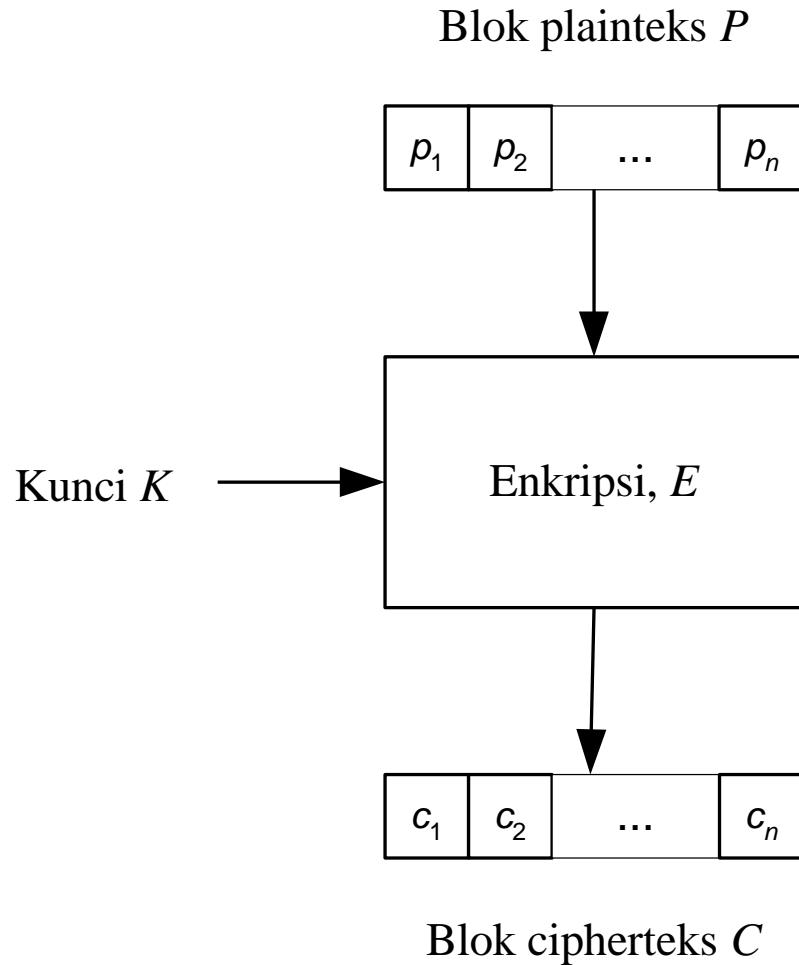 Blok plainteks P
p1 p2 ... pn
Kunci K
Enkripsi, E
c1 c2 ... cn
Blok cipherteks C